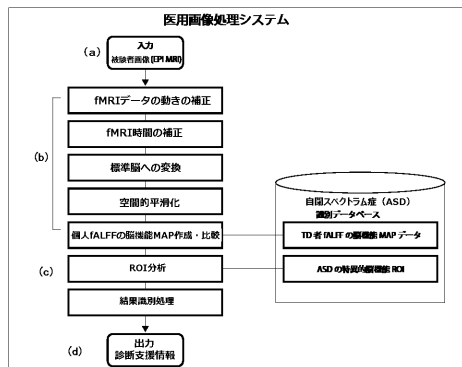 医用画像処理システム
(a)
入力
被験者画像(EPI MRI)
fMRIデータの動きの補正
fMRI時間の補正
(b)
標準脳への変換
空間的平滑化
自閉スペクトラム症（ASD）
識別データベース
個人fALFFの脳機能MAP作成・比較
TD者fALFFの脳機能MAPデータ
(c)
ROI分析
ASDの特異的脳機能ROI
結果識別処理
(d)
出力
診断支援情報